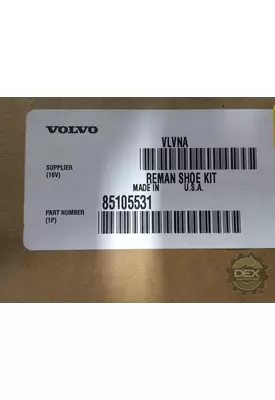 VOLVO
VLVNA
SUPPLIER
(16V)
REMAN SHOE KIT
MADE IN U.S.A.
85105531
PART NUMBER
(1P)
DEX